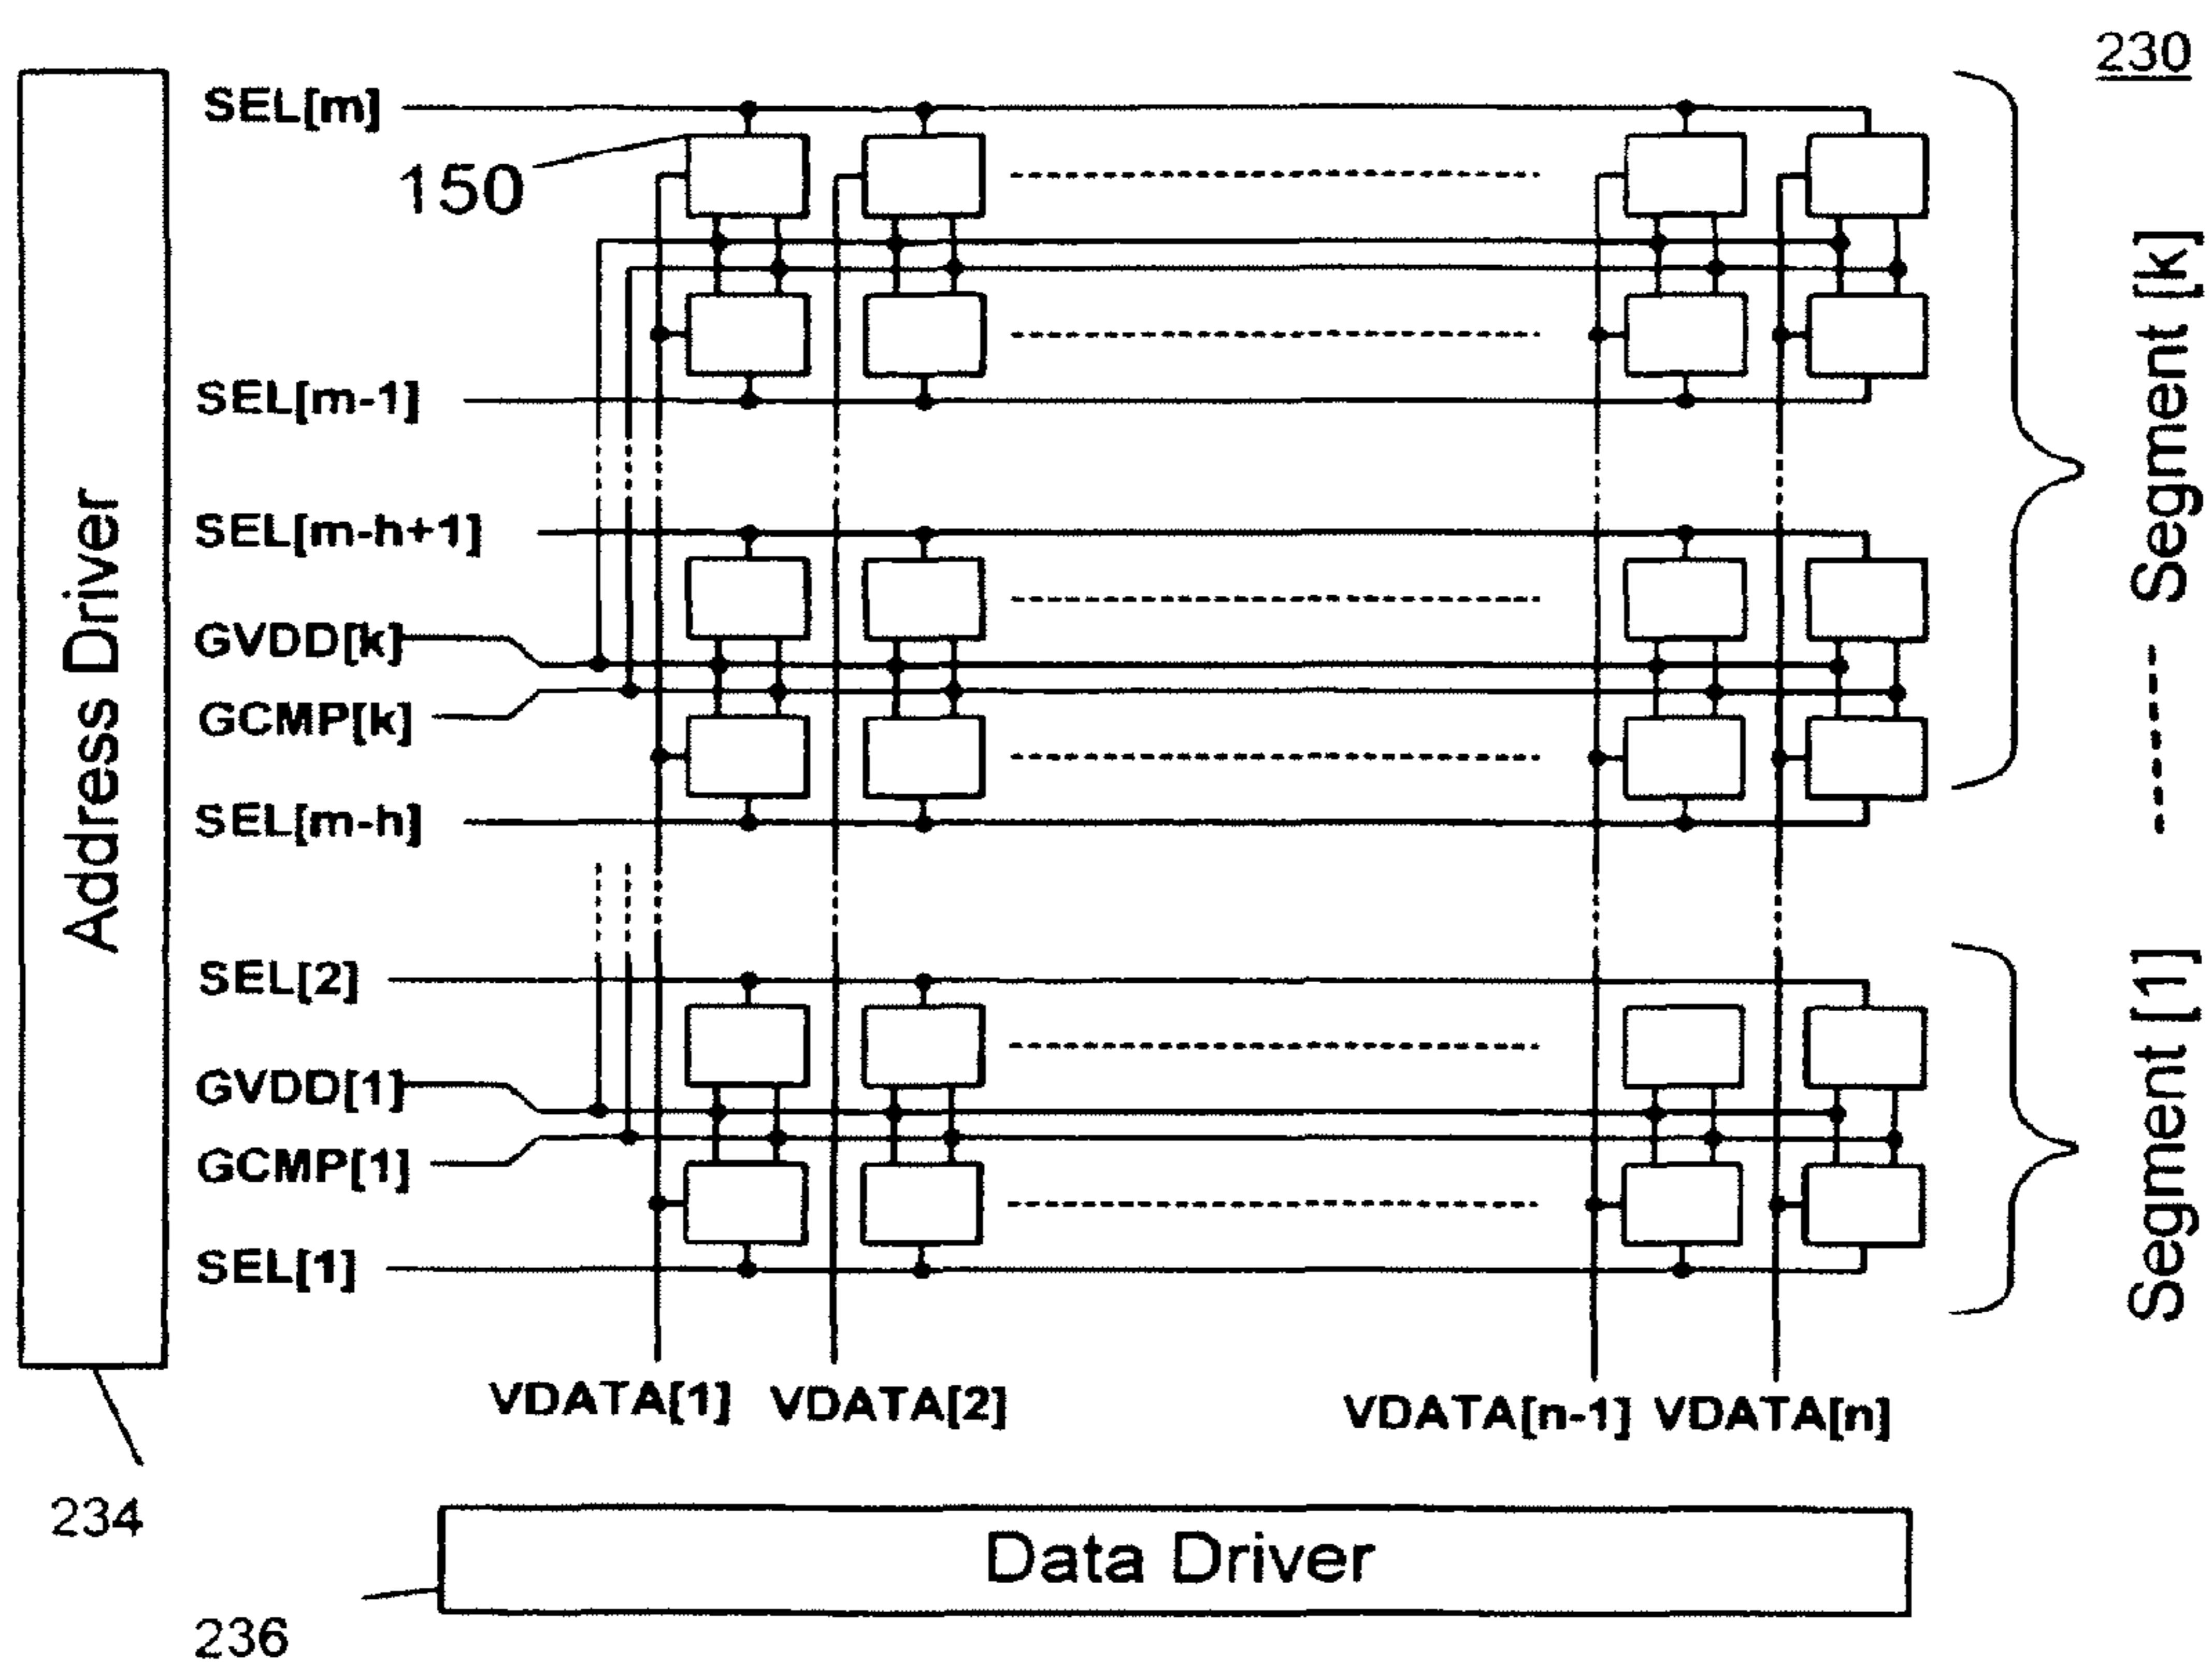 230
SEL[m]
150
SEL[m-1]
SEL[m-h+1]
GVDD[k]
GCMP[k]
SEL[m-h]
SEL[2]
GVDD[1]
GCMP[1]
SEL[1]
Address Driver
Segment [k]
Segment [1]
VDATA[1] VDATA[2] VDATA[n-1] VDATA[n]
234
Data Driver
236